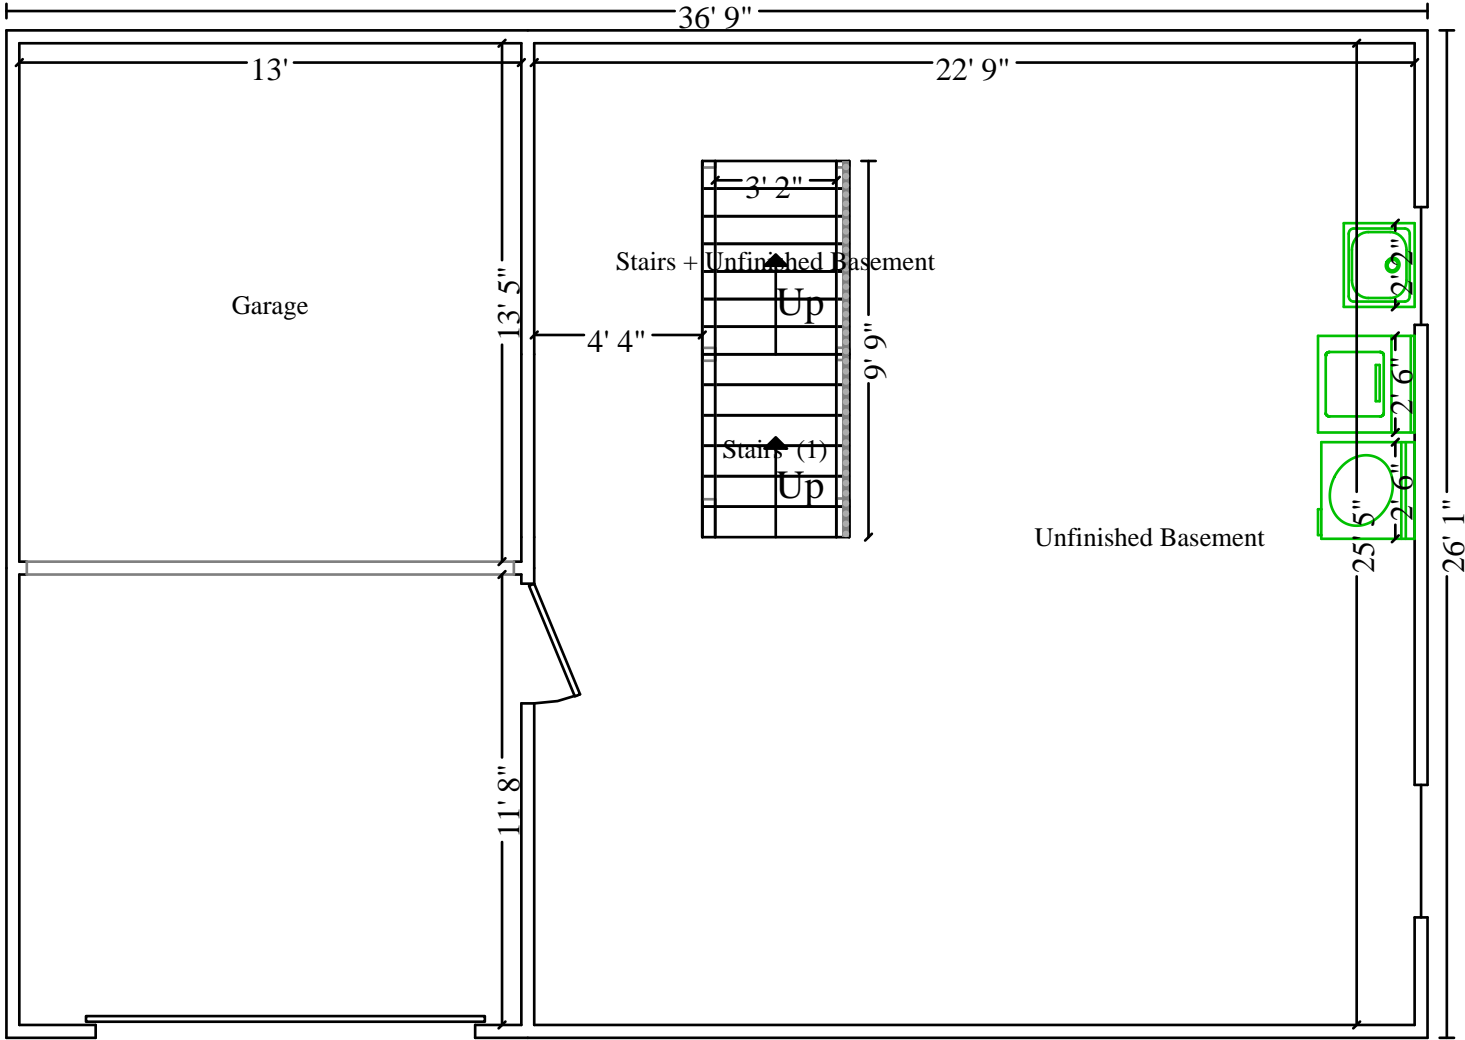 36' 9"
13'
22' 9"
3' 2"
Stairs + Unfinished Basement
2' 2"
Garage
13' 5"
Up
4' 4"
9' 9"
2' 6"
Stairs (1)
Up
2' 6"
Unfinished Basement
25' 5"
26' 1"
11' 8"